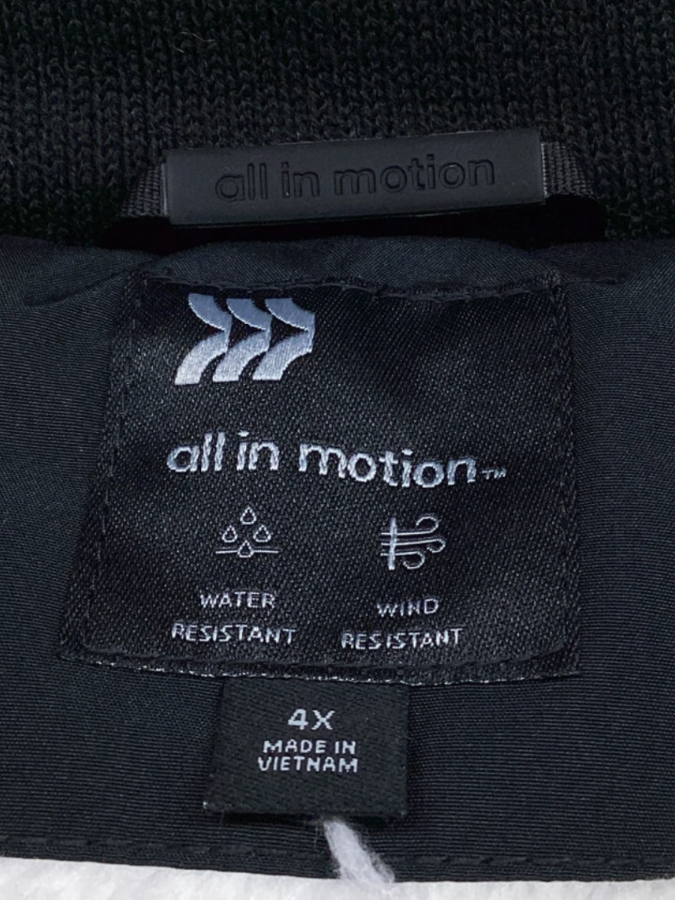 all in motion
all in motion™
WATER RESISTANT
WIND RESISTANT
4X
MADE IN
VIETNAM